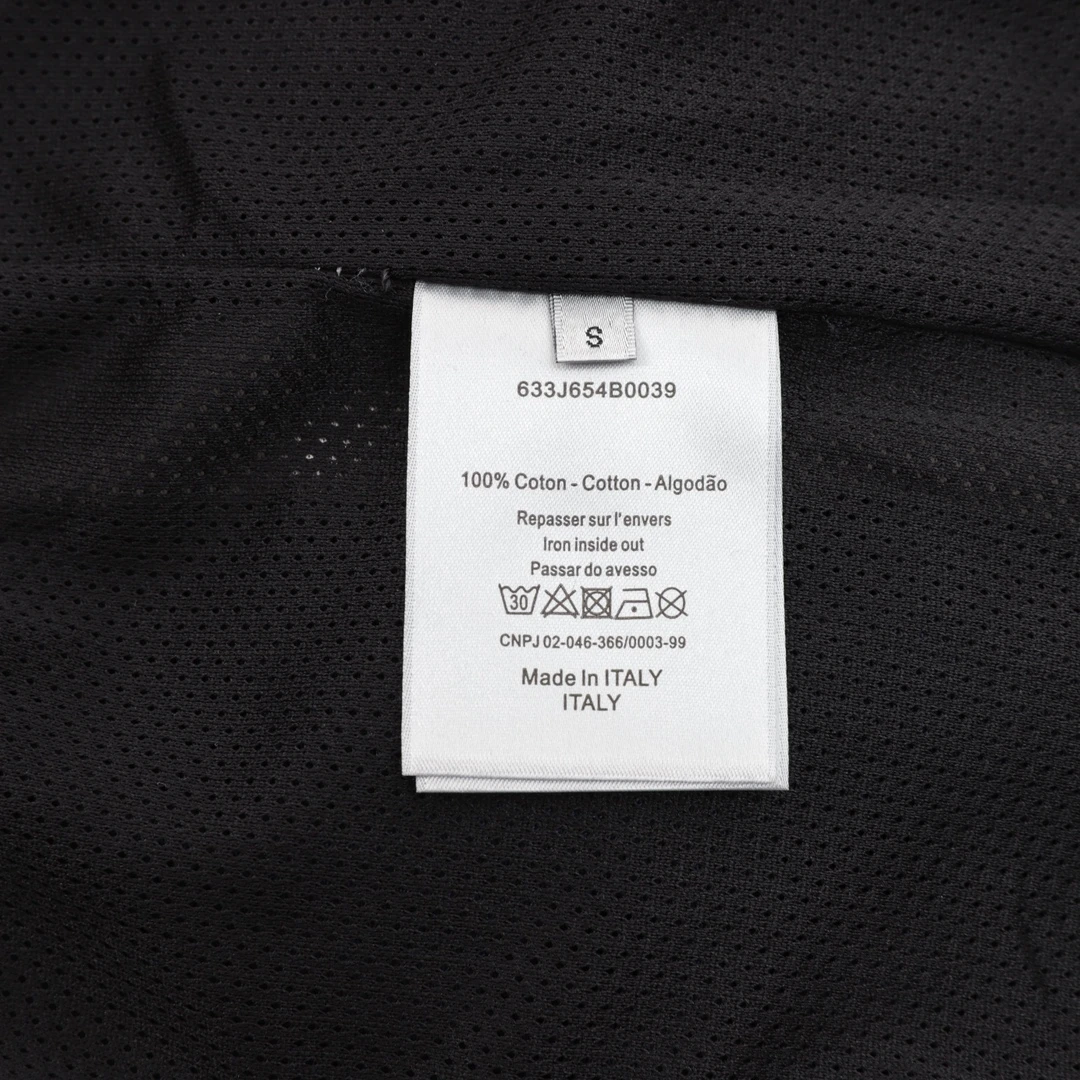 S
633J654B0039
100% Coton - Cotton - Algodão
Repasser sur l'envers
Iron inside out
Passar do avesso
30
CNPJ 02-046-366/0003-99
Made In ITALY
ITALY